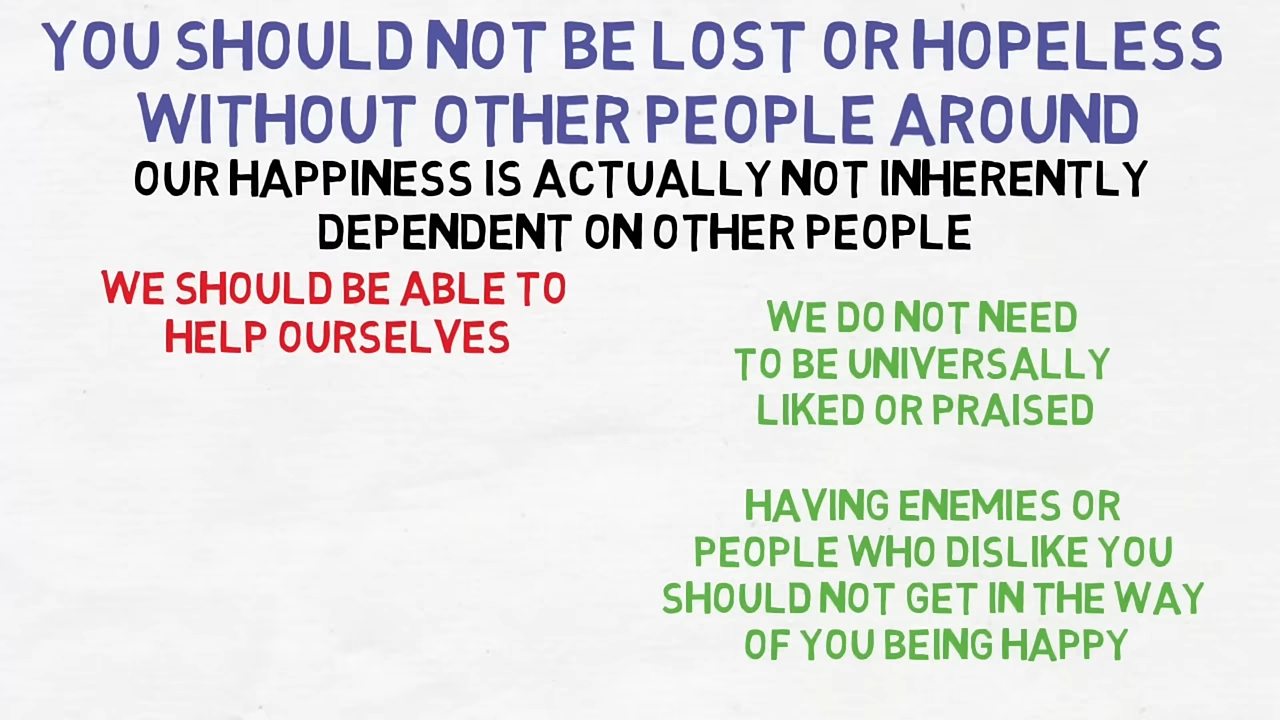 YOU SHOULD NOT BE LOST OR HOPELESS
WITHOUT OTHER PEOPLE AROUND
OUR HAPPINESS IS ACTUALLY NOT INHERENTLY
DEPENDENT ON OTHER PEOPLE
WE SHOULD BE ABLE TO
HELP OURSELVES
WE DO NOT NEED
TO BE UNIVERSALLY
LIKED OR PRAISED
HAVING ENEMIES OR
PEOPLE WHO DISLIKE YOU
SHOULD NOT GET IN THE WAY
OF YOU BEING HAPPY